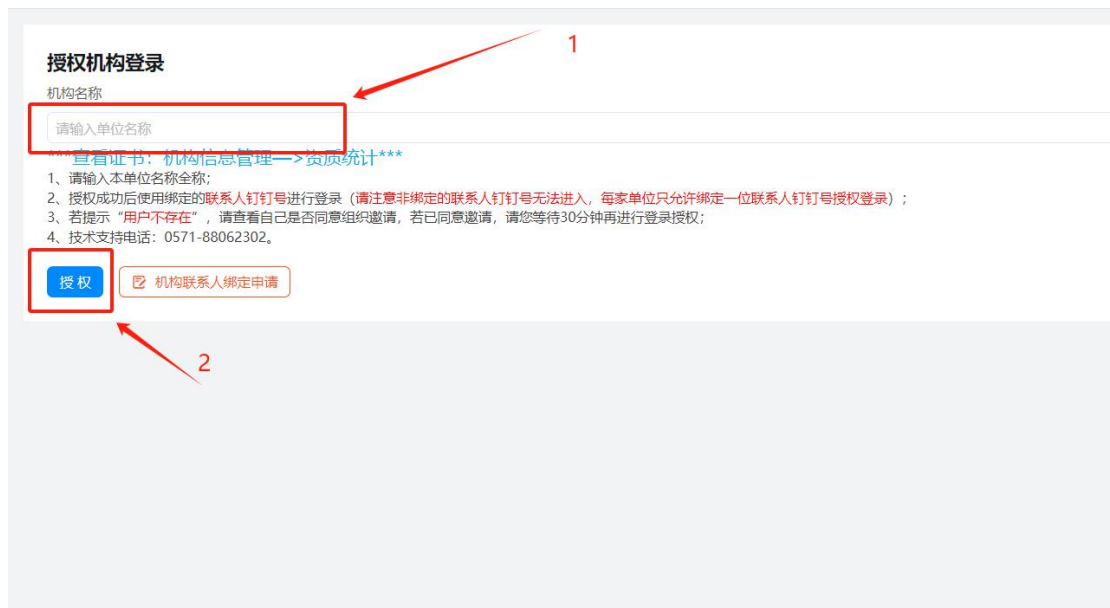 1
授权机构登录
机构名称
请输入单位名称
***查看证书：机构信息管理—>资质统计***
1、请输入本单位名称全称；
2、授权成功后使用绑定的联系人钉钉号进行登录（请注意非绑定的联系人钉钉号无法进入，每家单位只允许绑定一位联系人钉钉号授权登录）；
3、若提示“用户不存在”，请查看自己是否同意组织邀请，若已同意邀请，请您等待30分钟再进行登录授权；
4、技术支持电话：0571-88062302。
授 权 机构联系人绑定申请
2